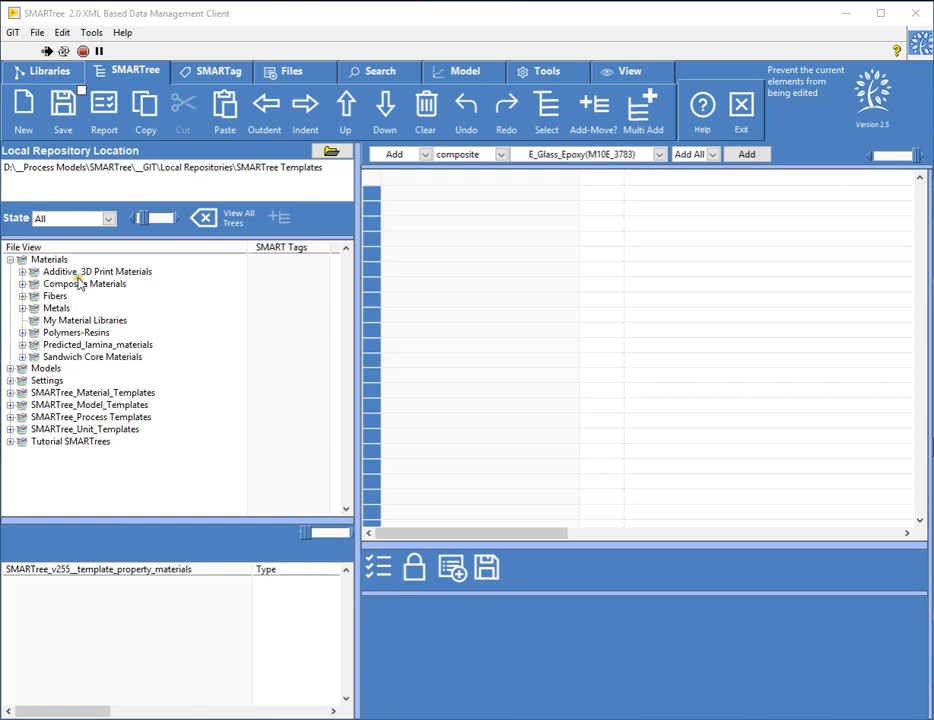 SMARTree 2.0 XML Based Data Management Client
GIT File Edit Tools Help
?
Libraries SMARTree SMARTag Files Search Model Tools View
Prevent the current
elements from
being edited
New Save Report Copy Cut Paste Outdent Indent Up Down Clear Undo Redo Select Add-Move? Multi Add Help Exit
Version 2.5
Local Repository Location
D:\__Process Models\SMARTree\__GIT\Local Repositories\SMARTree Templates
Add composite E_Glass_Epoxy(M10E_3783) Add All Add
State All View All
Trees
File View SMART Tags
Materials
Additive_3D Print Materials
Materials
Fibers
Metals
My Material Libraries
Polymers-Resins
Predicted_lamina_materials
Sandwich Core Materials
Models
Settings
SMARTree_Material_Templates
SMARTree_Model_Templates
SMARTree_Process Templates
SMARTree_Unit_Templates
Tutorial SMARTrees
SMARTree_v255__template_property_materials Type